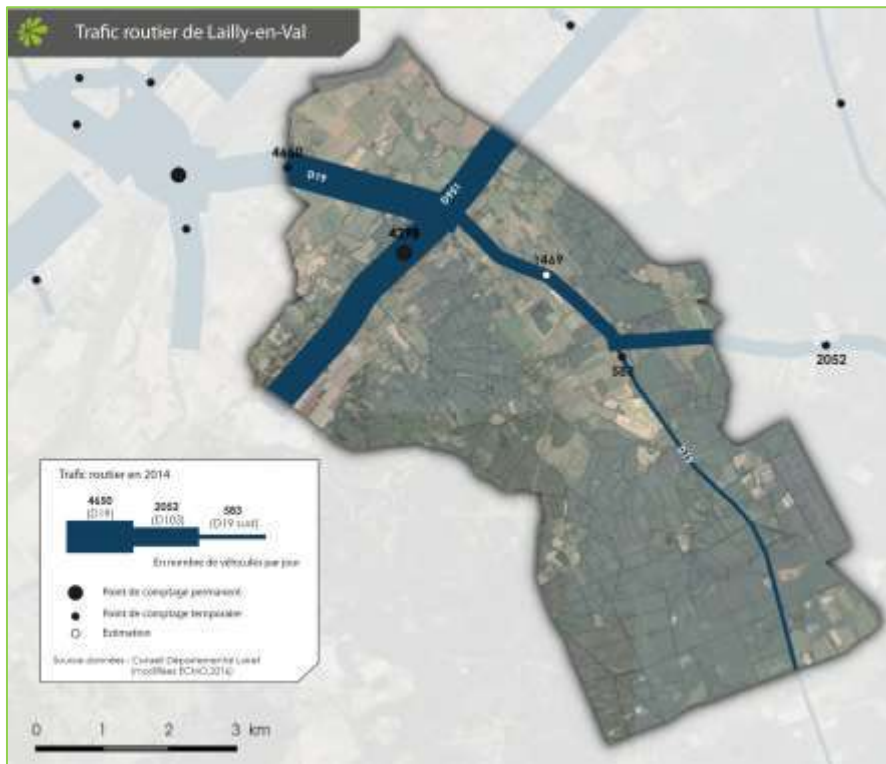 Trafic routier de Lailly-en-Val
4650
D19
D951
1469
2052
583
D19
Trafic routier en 2014
4650 2052 583
(D19) (D103) (D19 sud)
En nombre de véhicules par jour
Point de comptage permanent
Point de comptage temporaire
Estimation
Source données : Conseil Départemental Loiret
(modifiées ECMO,2016)
0 1 2 3 km